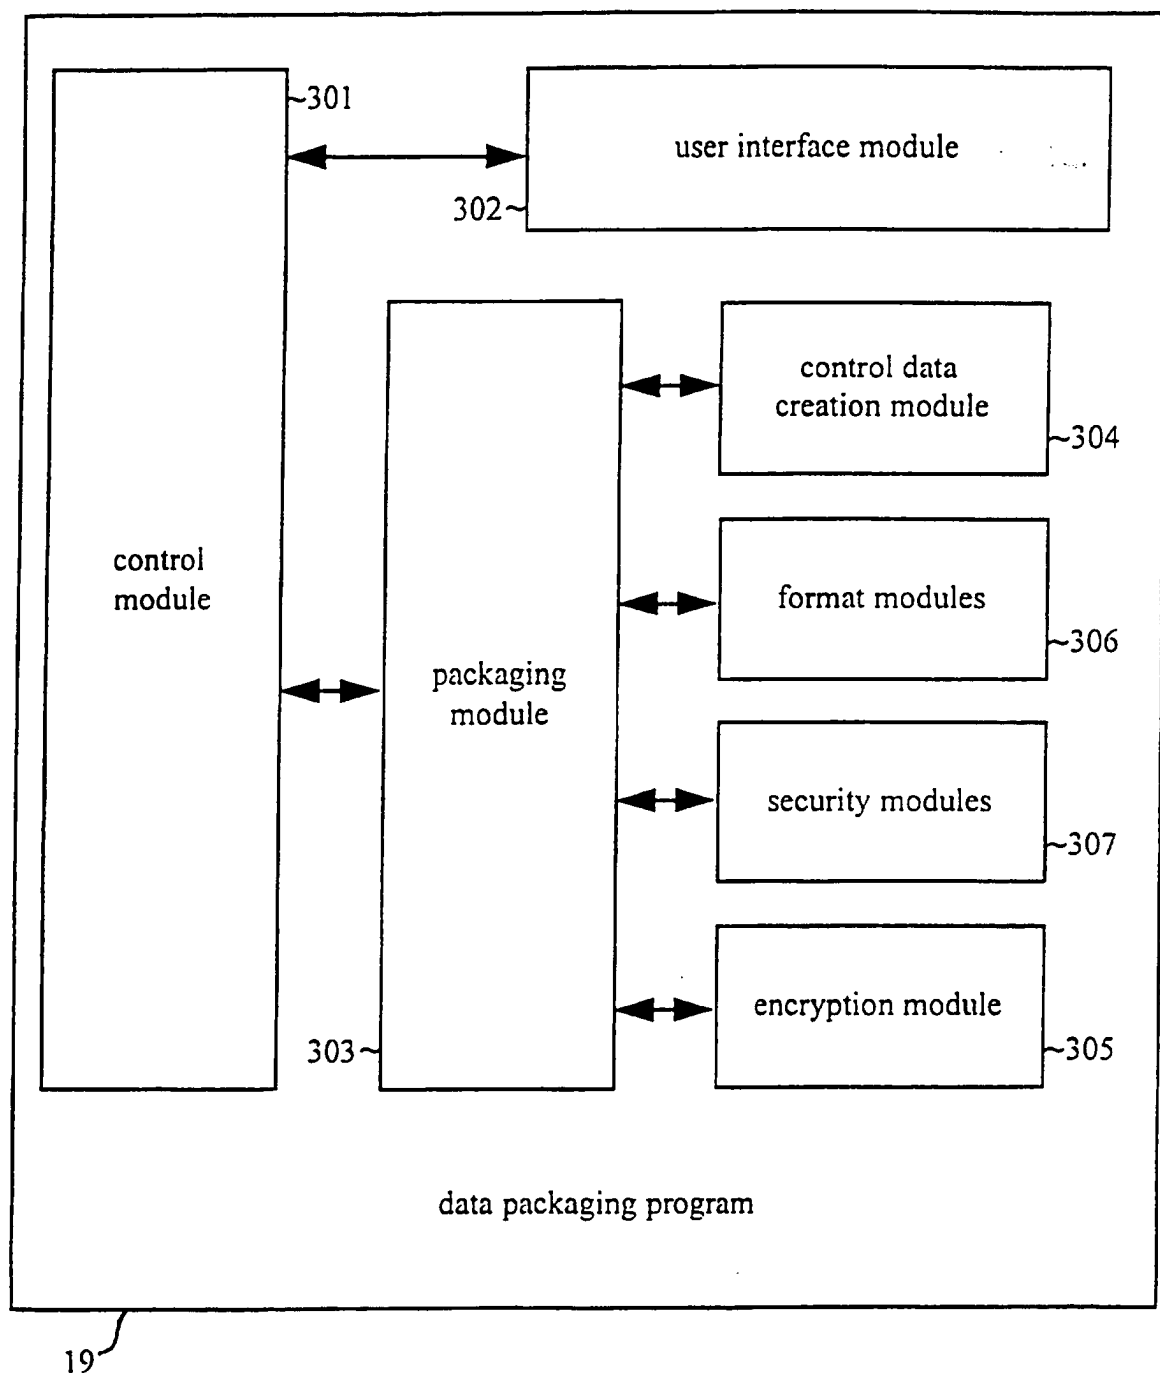 301
user interface module
302
control data
creation module
304
control
module
format modules
306
packaging
module
security modules
307
encryption module
303
305
data packaging program
19